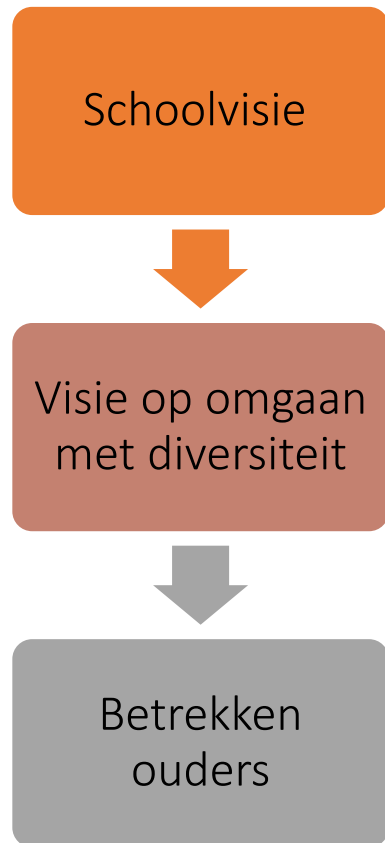 Schoolvisie
Visie op omgaan
met diversiteit
Betrekken
ouders